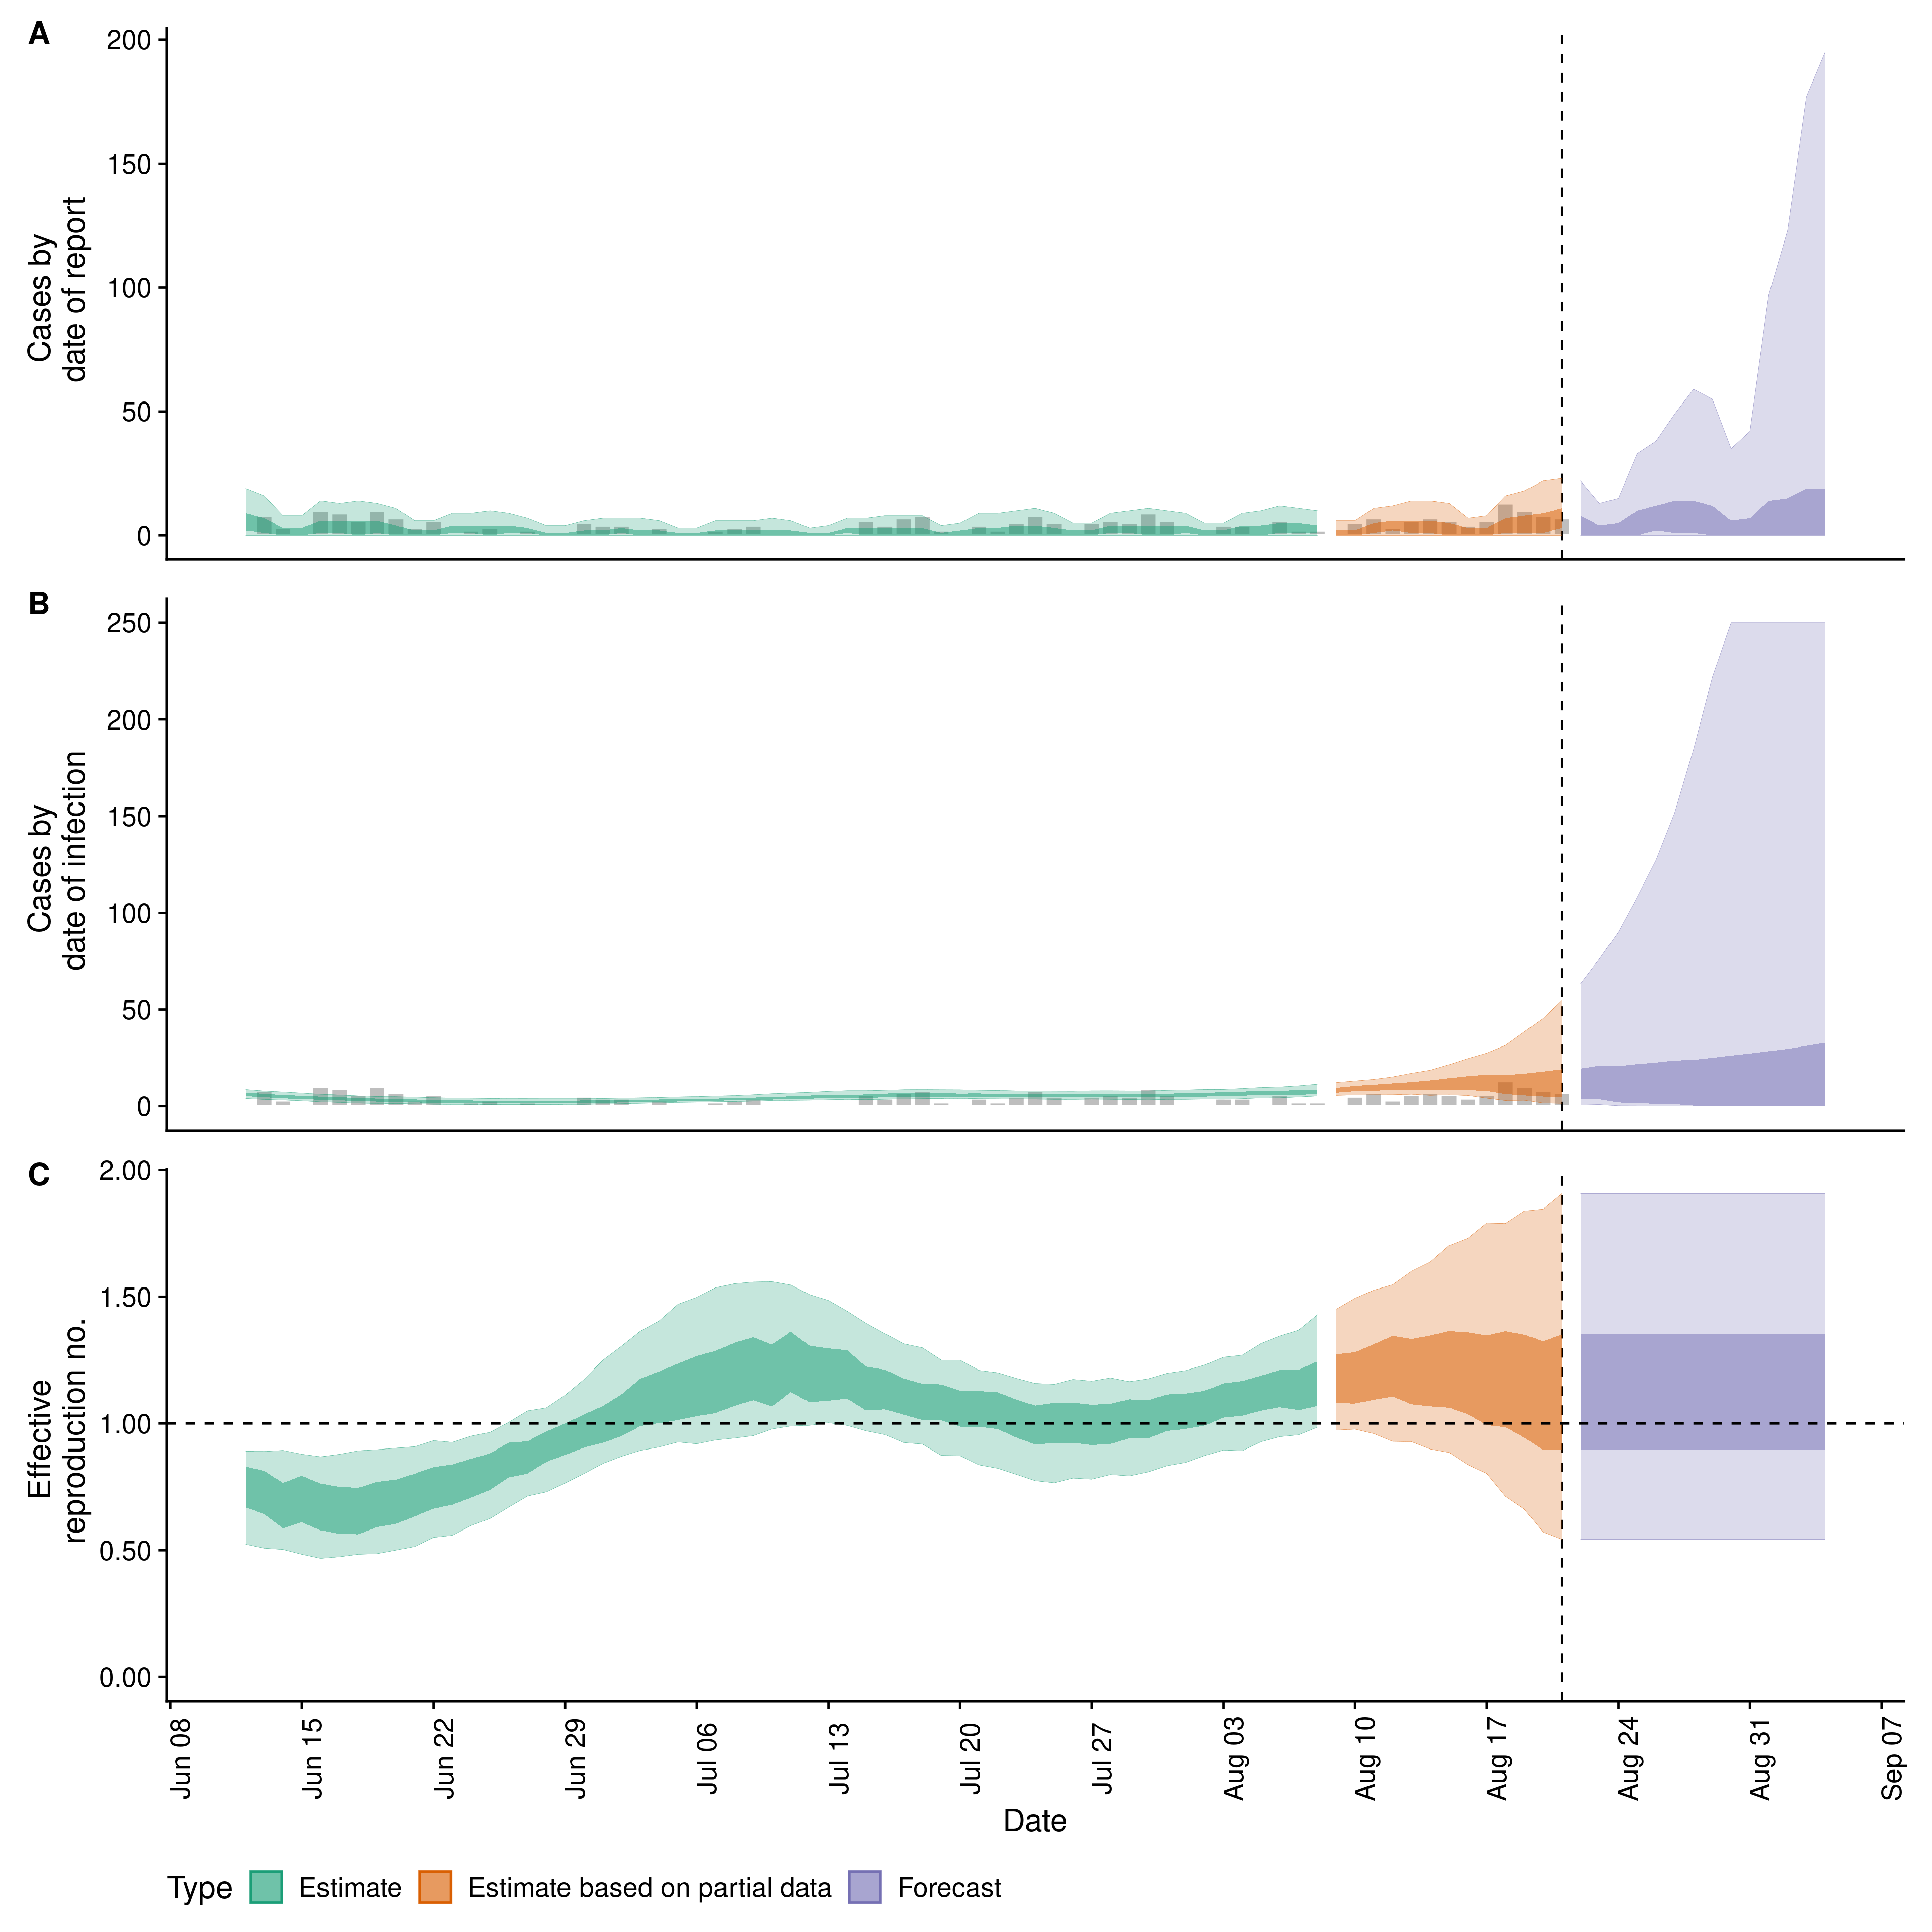 A
200
150
100
50
0
Cases by
date of report
B
250
200
150
100
50
0
Cases by
date of infection
C
2.00
1.50
1.00
0.50
0.00
Effective
reproduction no.
Jun 08
Jun 15
Jun 22
Jun 29
Jul 06
Jul 13
Jul 20
Jul 27
Aug 03
Aug 10
Aug 17
Aug 24
Aug 31
Sep 07
Date
Type Estimate Estimate based on partial data Forecast